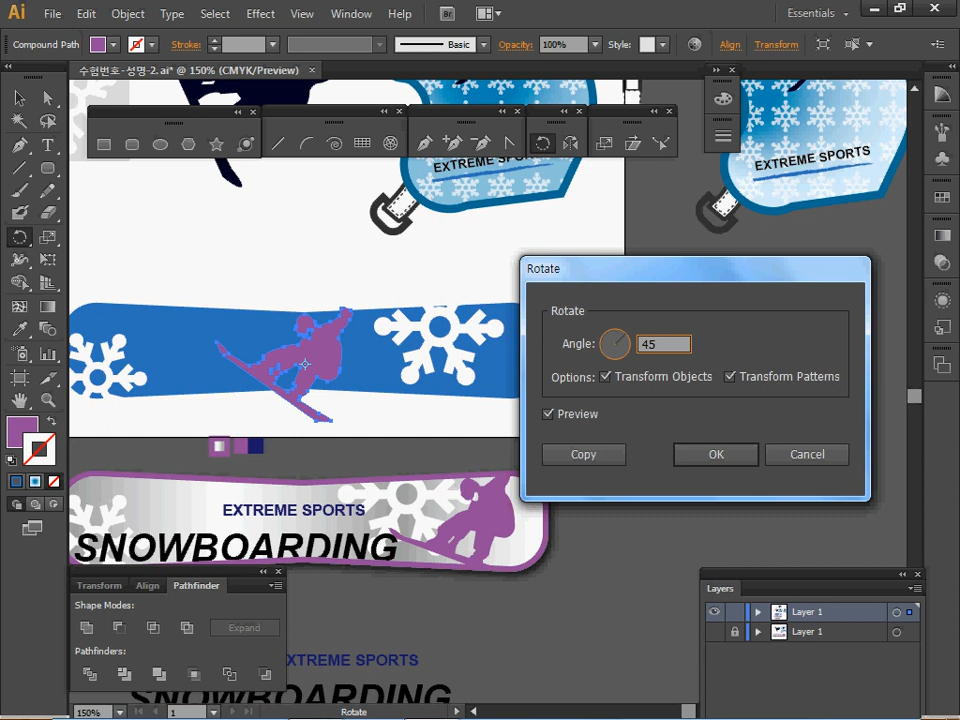 Ai File Edit Object Type Select Effect View Window Help Br Essentials
Compound Path Stroke: Basic Opacity: 100% Style: Align Transform
수험번호-성명-2.ai* @ 150% (CMYK/Preview)
EXTREME SPORTS
EXTREME SPORTS
Rotate
Rotate
Angle: 45
Options: Transform Objects Transform Patterns
Preview
Copy OK Cancel
EXTREME SPORTS
SNOWBOARDING
Transform Align Pathfinder
Shape Modes:
Expand
Pathfinders:
Layers
Layer 1
Layer 1
EXTREME SPORTS
SNOWBOARDING
150% 1 Rotate